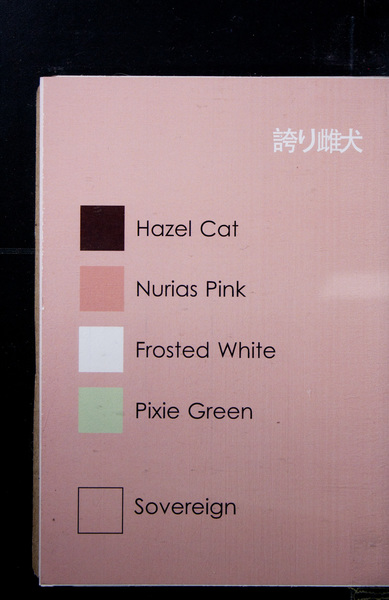 誇り雌犬
Hazel Cat
Nurias Pink
Frosted White
Pixie Green
Sovereign